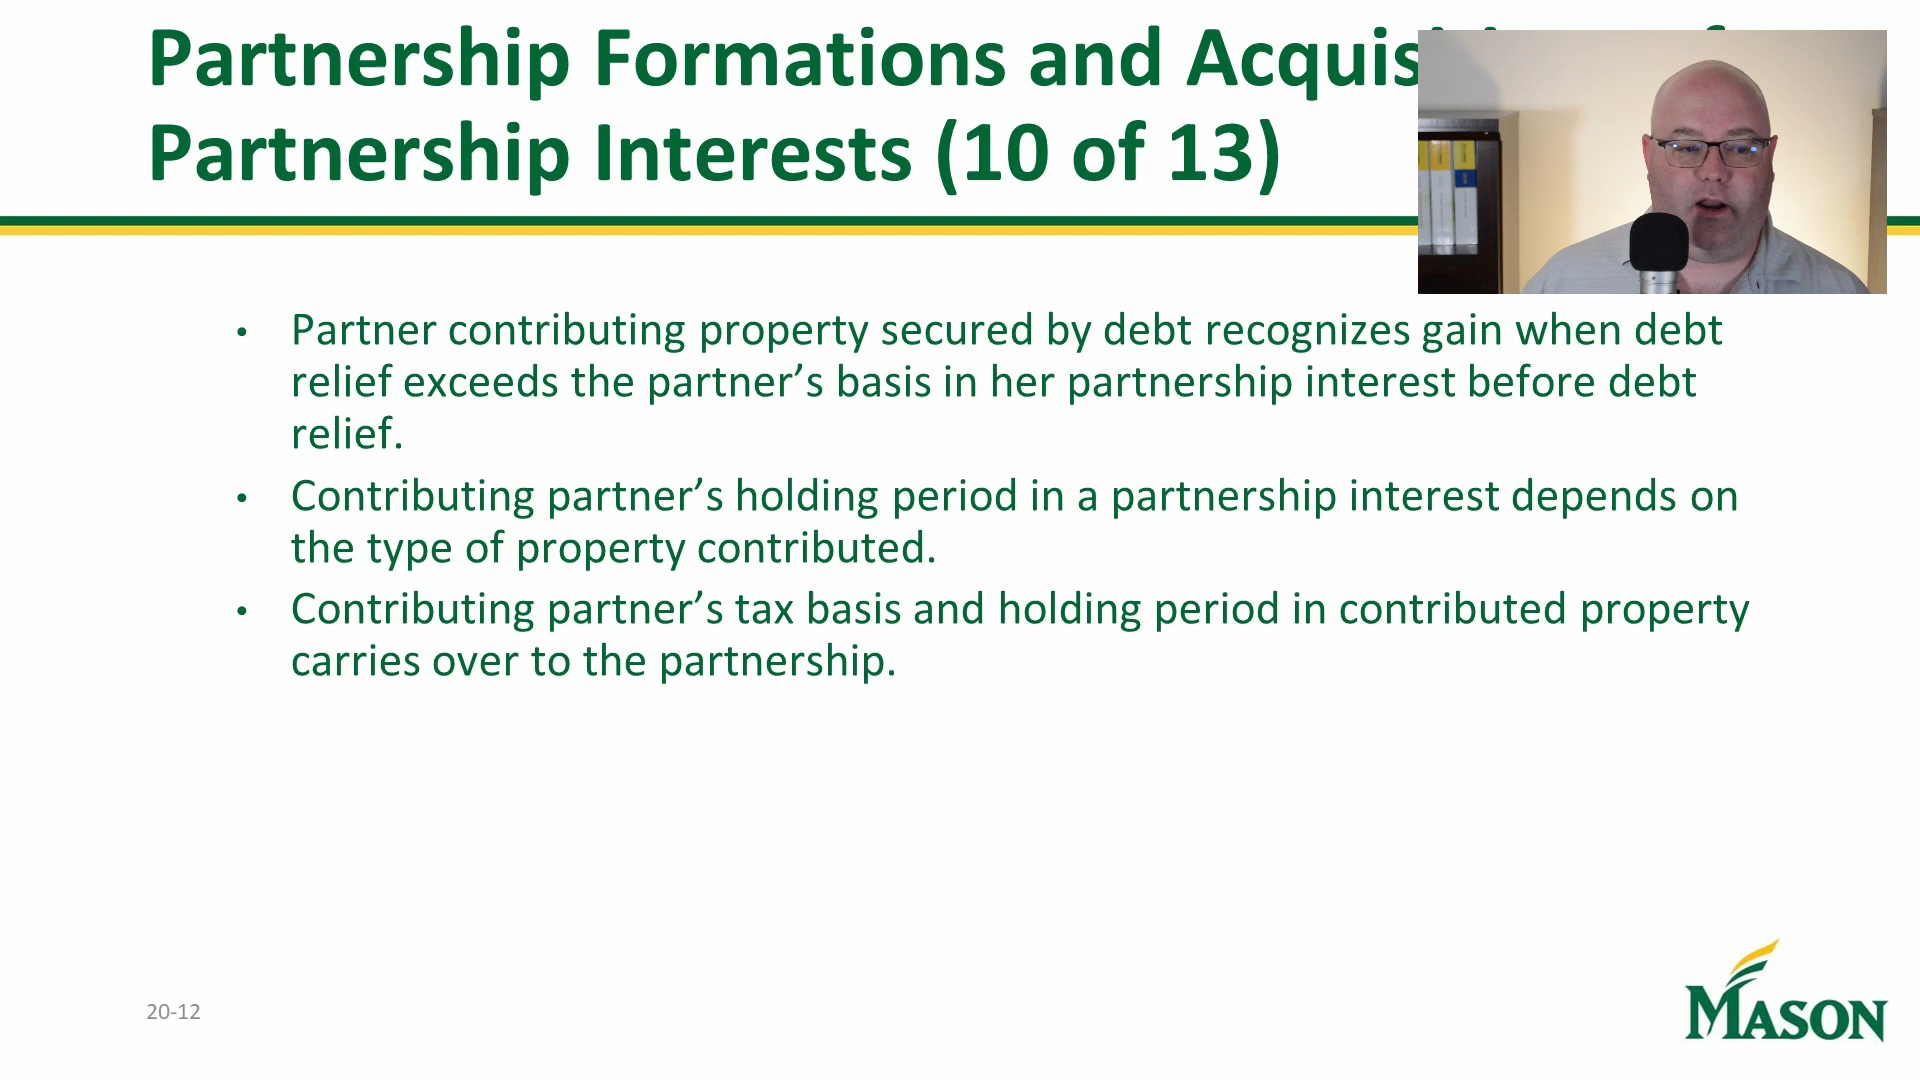 Partnership Formations and
Partnership Interests (10 of 13)
• Partner contributing property secured by debt recognizes gain when debt
relief exceeds the partner’s basis in her partnership interest before debt
relief.
• Contributing partner’s holding period in a partnership interest depends on
the type of property contributed.
• Contributing partner’s tax basis and holding period in contributed property
carries over to the partnership.
20-12
MASON